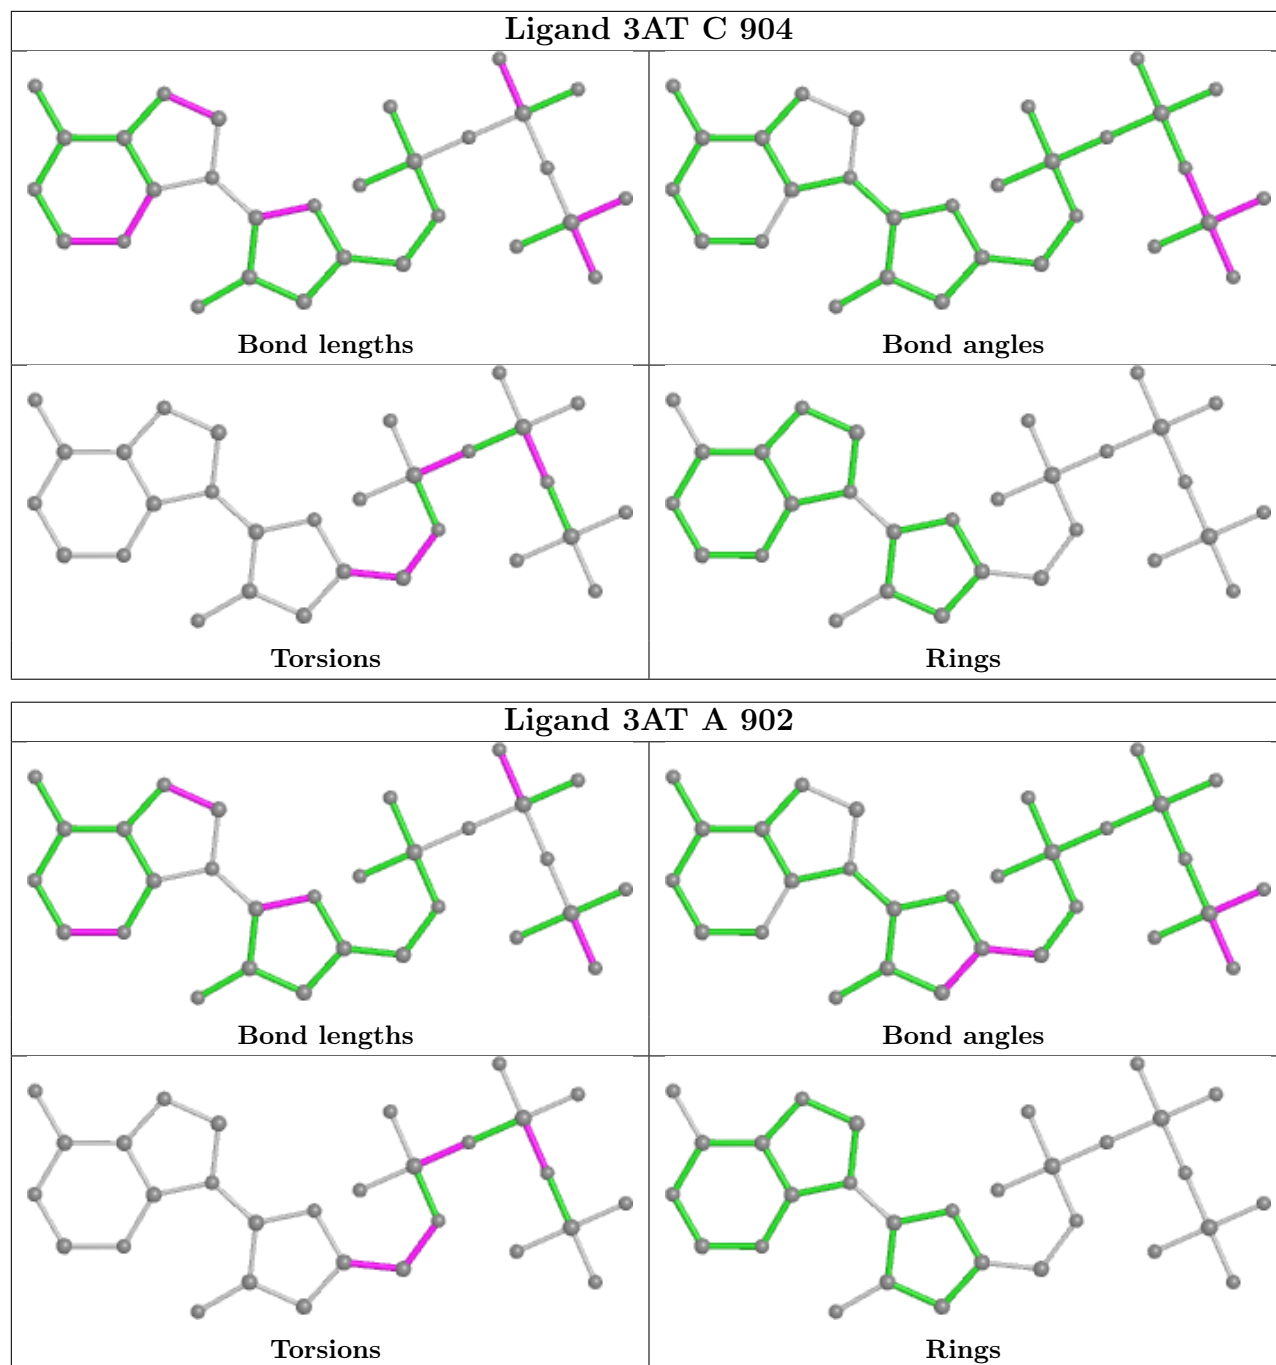 Ligand 3AT C 904
Bond lengths
Bond angles
Torsions
Rings
Ligand 3AT A 902
Bond lengths
Bond angles
Torsions
Rings